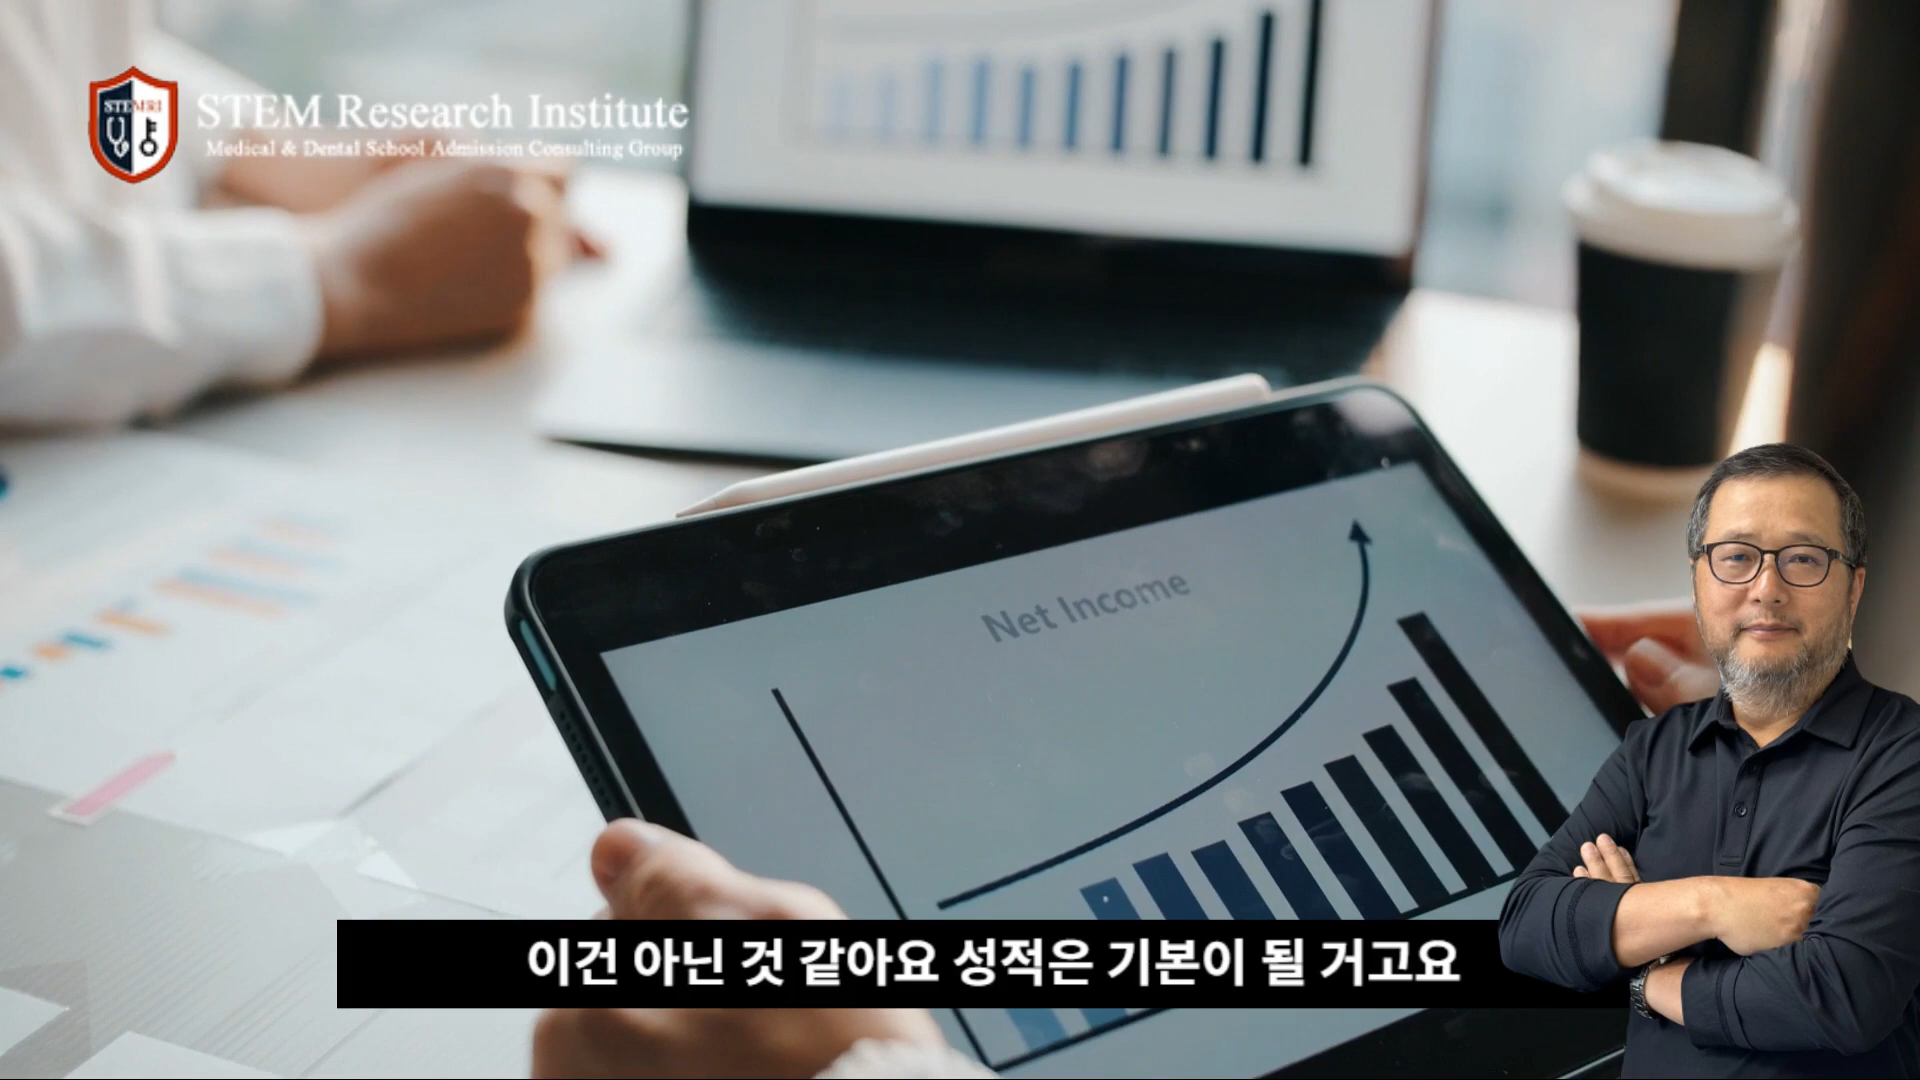 STEMRI
STEM Research Institute
Medical & Dental School Admission Consulting Group
Net Income
이건 아닌 것 같아요 성적은 기본이 될 거고요